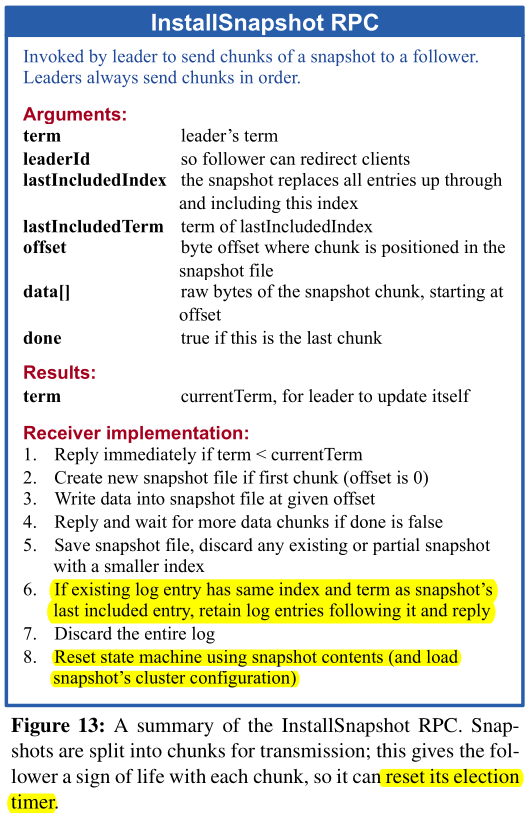 InstallSnapshot RPC
Invoked by leader to send chunks of a snapshot to a follower.
Leaders always send chunks in order.
Arguments:
term leader's term
leaderId so follower can redirect clients
lastIncludedIndex the snapshot replaces all entries up through
and including this index
lastIncludedTerm term of lastIncludedIndex
offset byte offset where chunk is positioned in the
snapshot file
data[] raw bytes of the snapshot chunk, starting at
offset
done true if this is the last chunk
Results:
term currentTerm, for leader to update itself
Receiver implementation:
1. Reply immediately if term < currentTerm
2. Create new snapshot file if first chunk (offset is 0)
3. Write data into snapshot file at given offset
4. Reply and wait for more data chunks if done is false
5. Save snapshot file, discard any existing or partial snapshot
with a smaller index
6. If existing log entry has same index and term as snapshot's
last included entry, retain log entries following it and reply
7. Discard the entire log
8. Reset state machine using snapshot contents (and load
snapshot's cluster configuration)
Figure 13: A summary of the InstallSnapshot RPC. Snap-
shots are split into chunks for transmission; this gives the fol-
lower a sign of life with each chunk, so it can reset its election
timer.